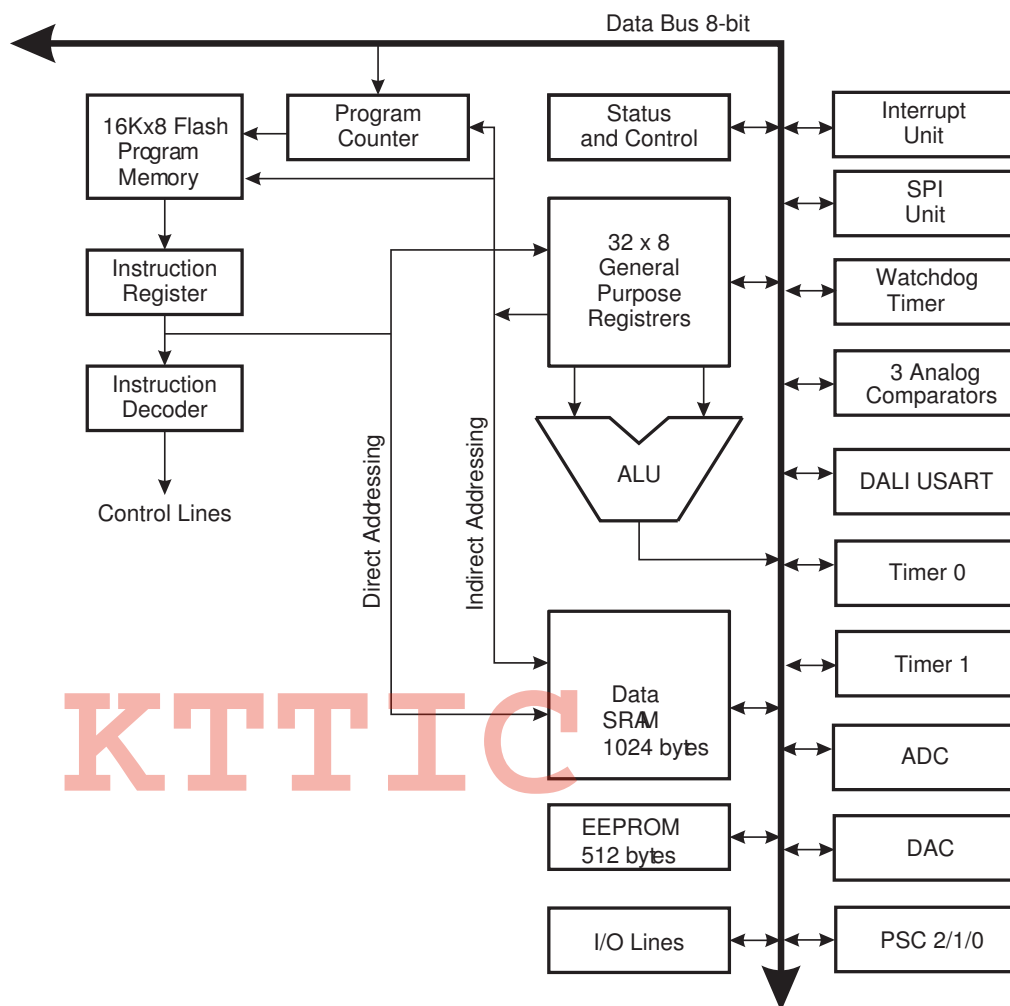 Data Bus 8-bit
16Kx8 Flash
Program
Memory
Program
Counter
Status
and Control
Interrupt
Unit
SPI
Unit
32 x 8
General
Purpose
Registrers
Instruction
Register
Watchdog
Timer
Instruction
Decoder
3 Analog
Comparators
ALU
DALI USART
Control Lines
Direct Addressing
Indirect Addressing
Timer 0
Timer 1
Data
SRAM
1024 bytes
KTTIC
ADC
EEPROM
512 bytes
DAC
I/O Lines
PSC 2/1/0